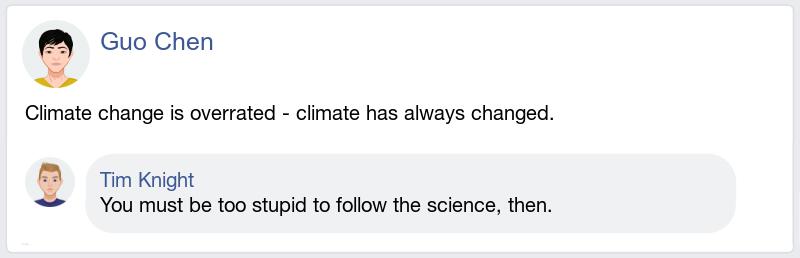 Guo Chen
Climate change is overrated - climate has always changed.
Tim Knight
You must be too stupid to follow the science, then.